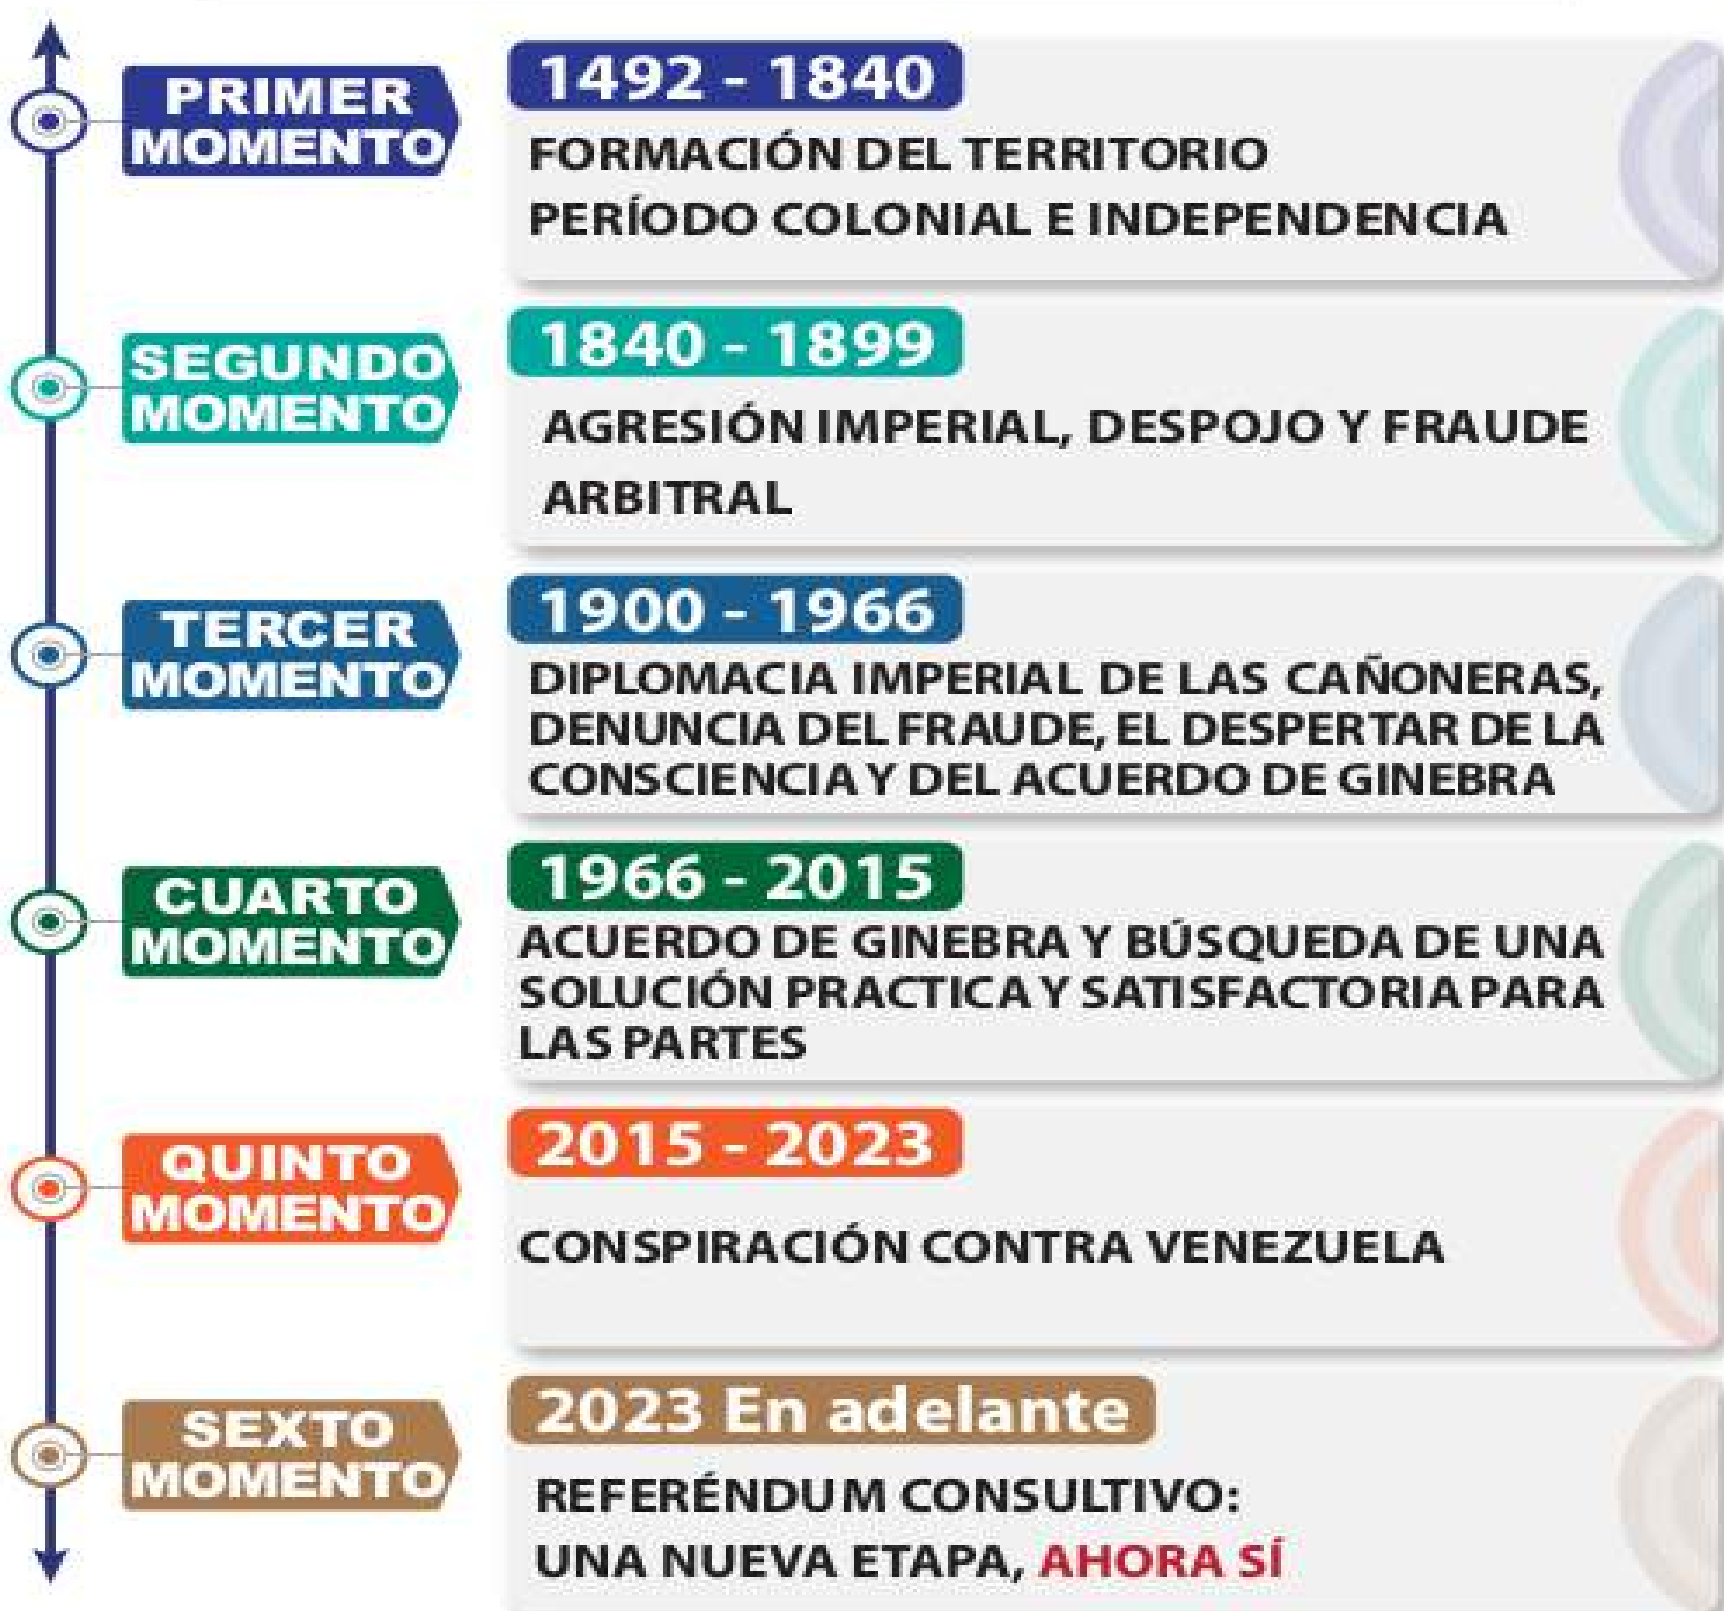 PRIMER
MOMENTO
1492 - 1840
FORMACIÓN DEL TERRITORIO
PERÍODO COLONIAL E INDEPENDENCIA
SEGUNDO
MOMENTO
1840 - 1899
AGRESIÓN IMPERIAL, DESPOJO Y FRAUDE
ARBITRAL
TERCER
MOMENTO
1900 - 1966
DIPLOMACIA IMPERIAL DE LAS CAÑONERAS,
DENUNCIA DEL FRAUDE, EL DESPERTAR DE LA
CONSCIENCIA Y DEL ACUERDO DE GINEBRA
CUARTO
MOMENTO
1966 - 2015
ACUERDO DE GINEBRA Y BÚSQUEDA DE UNA
SOLUCIÓN PRACTICA Y SATISFACTORIA PARA
LAS PARTES
QUINTO
MOMENTO
2015 - 2023
CONSPIRACIÓN CONTRA VENEZUELA
SEXTO
MOMENTO
2023 En adelante
REFERÉNDUM CONSULTIVO:
UNA NUEVA ETAPA, AHORA SÍ